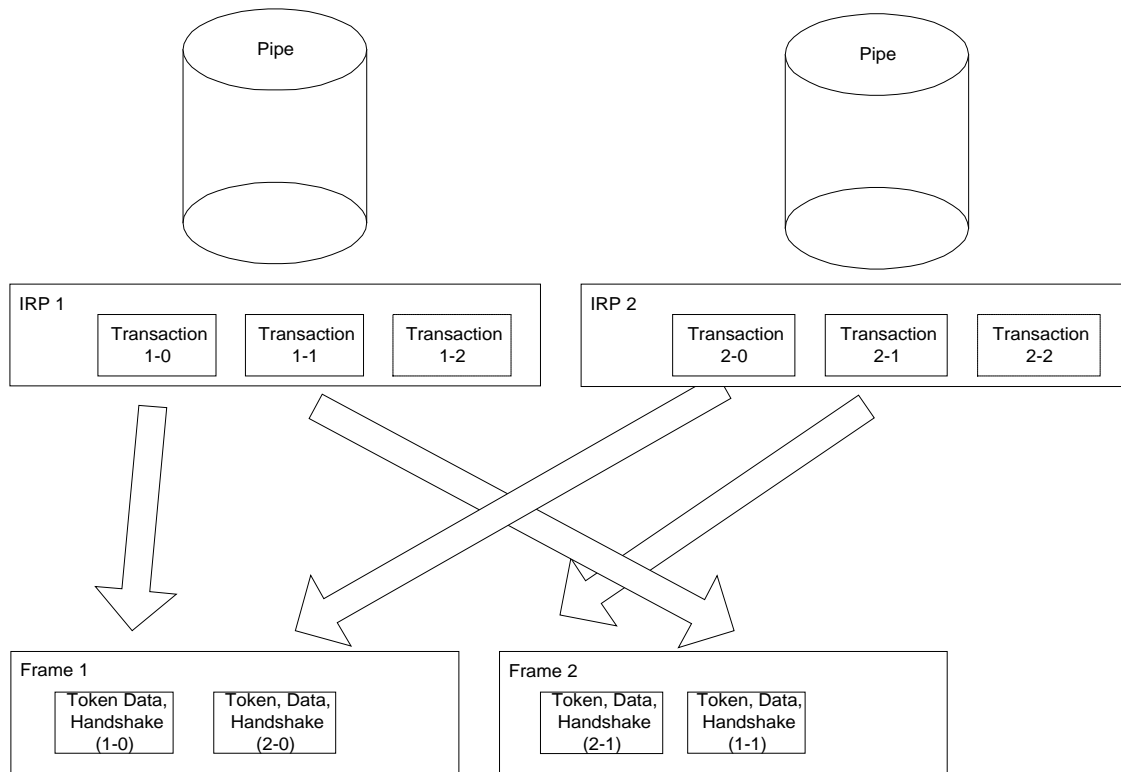 Pipe
Pipe
IRP 1
Transaction
1-0
Transaction
1-1
Transaction
1-2
IRP 2
Transaction
2-0
Transaction
2-1
Transaction
2-2
Frame 1
Token Data,
Handshake
(1-0)
Token, Data,
Handshake
(2-0)
Frame 2
Token, Data,
Handshake
(2-1)
Token, Data,
Handshake
(1-1)